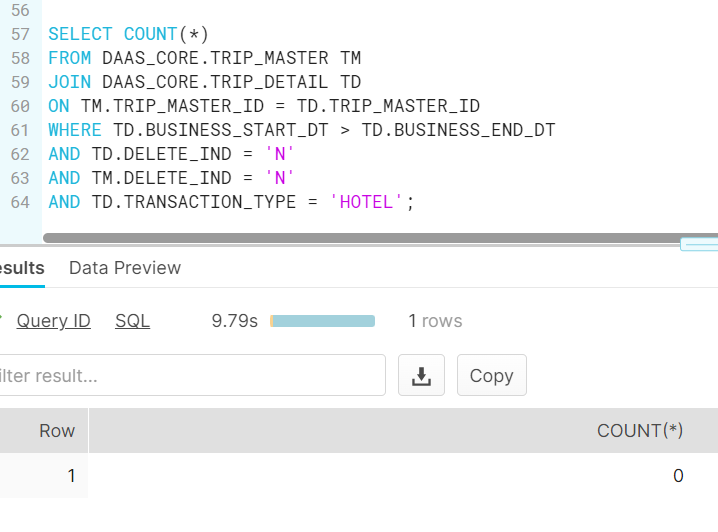 56
57 SELECT COUNT(*)
58 FROM DAAS_CORE.TRIP_MASTER TM
59 JOIN DAAS_CORE.TRIP_DETAIL TD
60 ON TM.TRIP_MASTER_ID = TD.TRIP_MASTER_ID
61 WHERE TD.BUSINESS_START_DT > TD.BUSINESS_END_DT
62 AND TD.DELETE_IND = 'N'
63 AND TM.DELETE_IND = 'N'
64 AND TD.TRANSACTION_TYPE = 'HOTEL';
esults Data Preview
Query ID SQL 9.79s 1 rows
ilter result... Copy
Row COUNT(*)
1 0